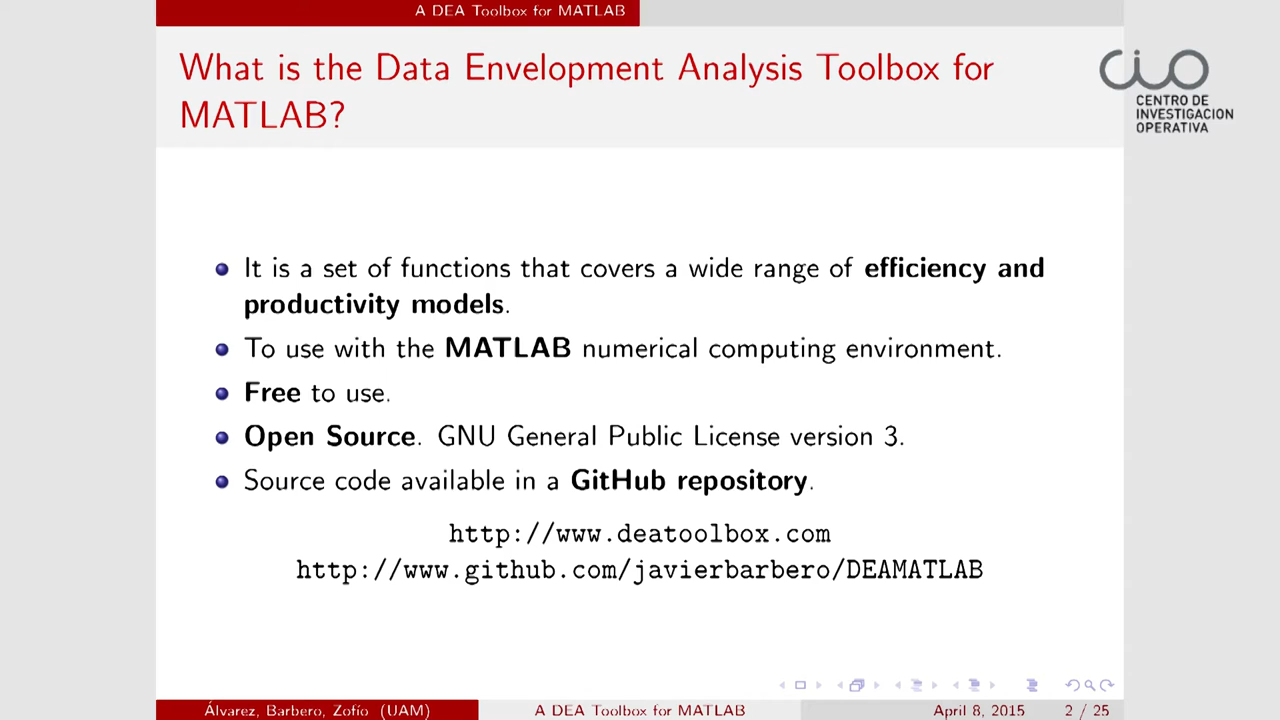 A DEA Toolbox for MATLAB
What is the Data Envelopment Analysis Toolbox for
MATLAB?
CIO
CENTRO DE
INVESTIGACION
OPERATIVA
It is a set of functions that covers a wide range of efficiency and
productivity models.
To use with the MATLAB numerical computing environment.
Free to use.
Open Source. GNU General Public License version 3.
Source code available in a GitHub repository.
http://www.deatoolbox.com
http://www.github.com/javierbarbero/DEAMATLAB
Álvarez, Barbero, Zofío (UAM)
A DEA Toolbox for MATLAB
April 8, 2015
2 / 25